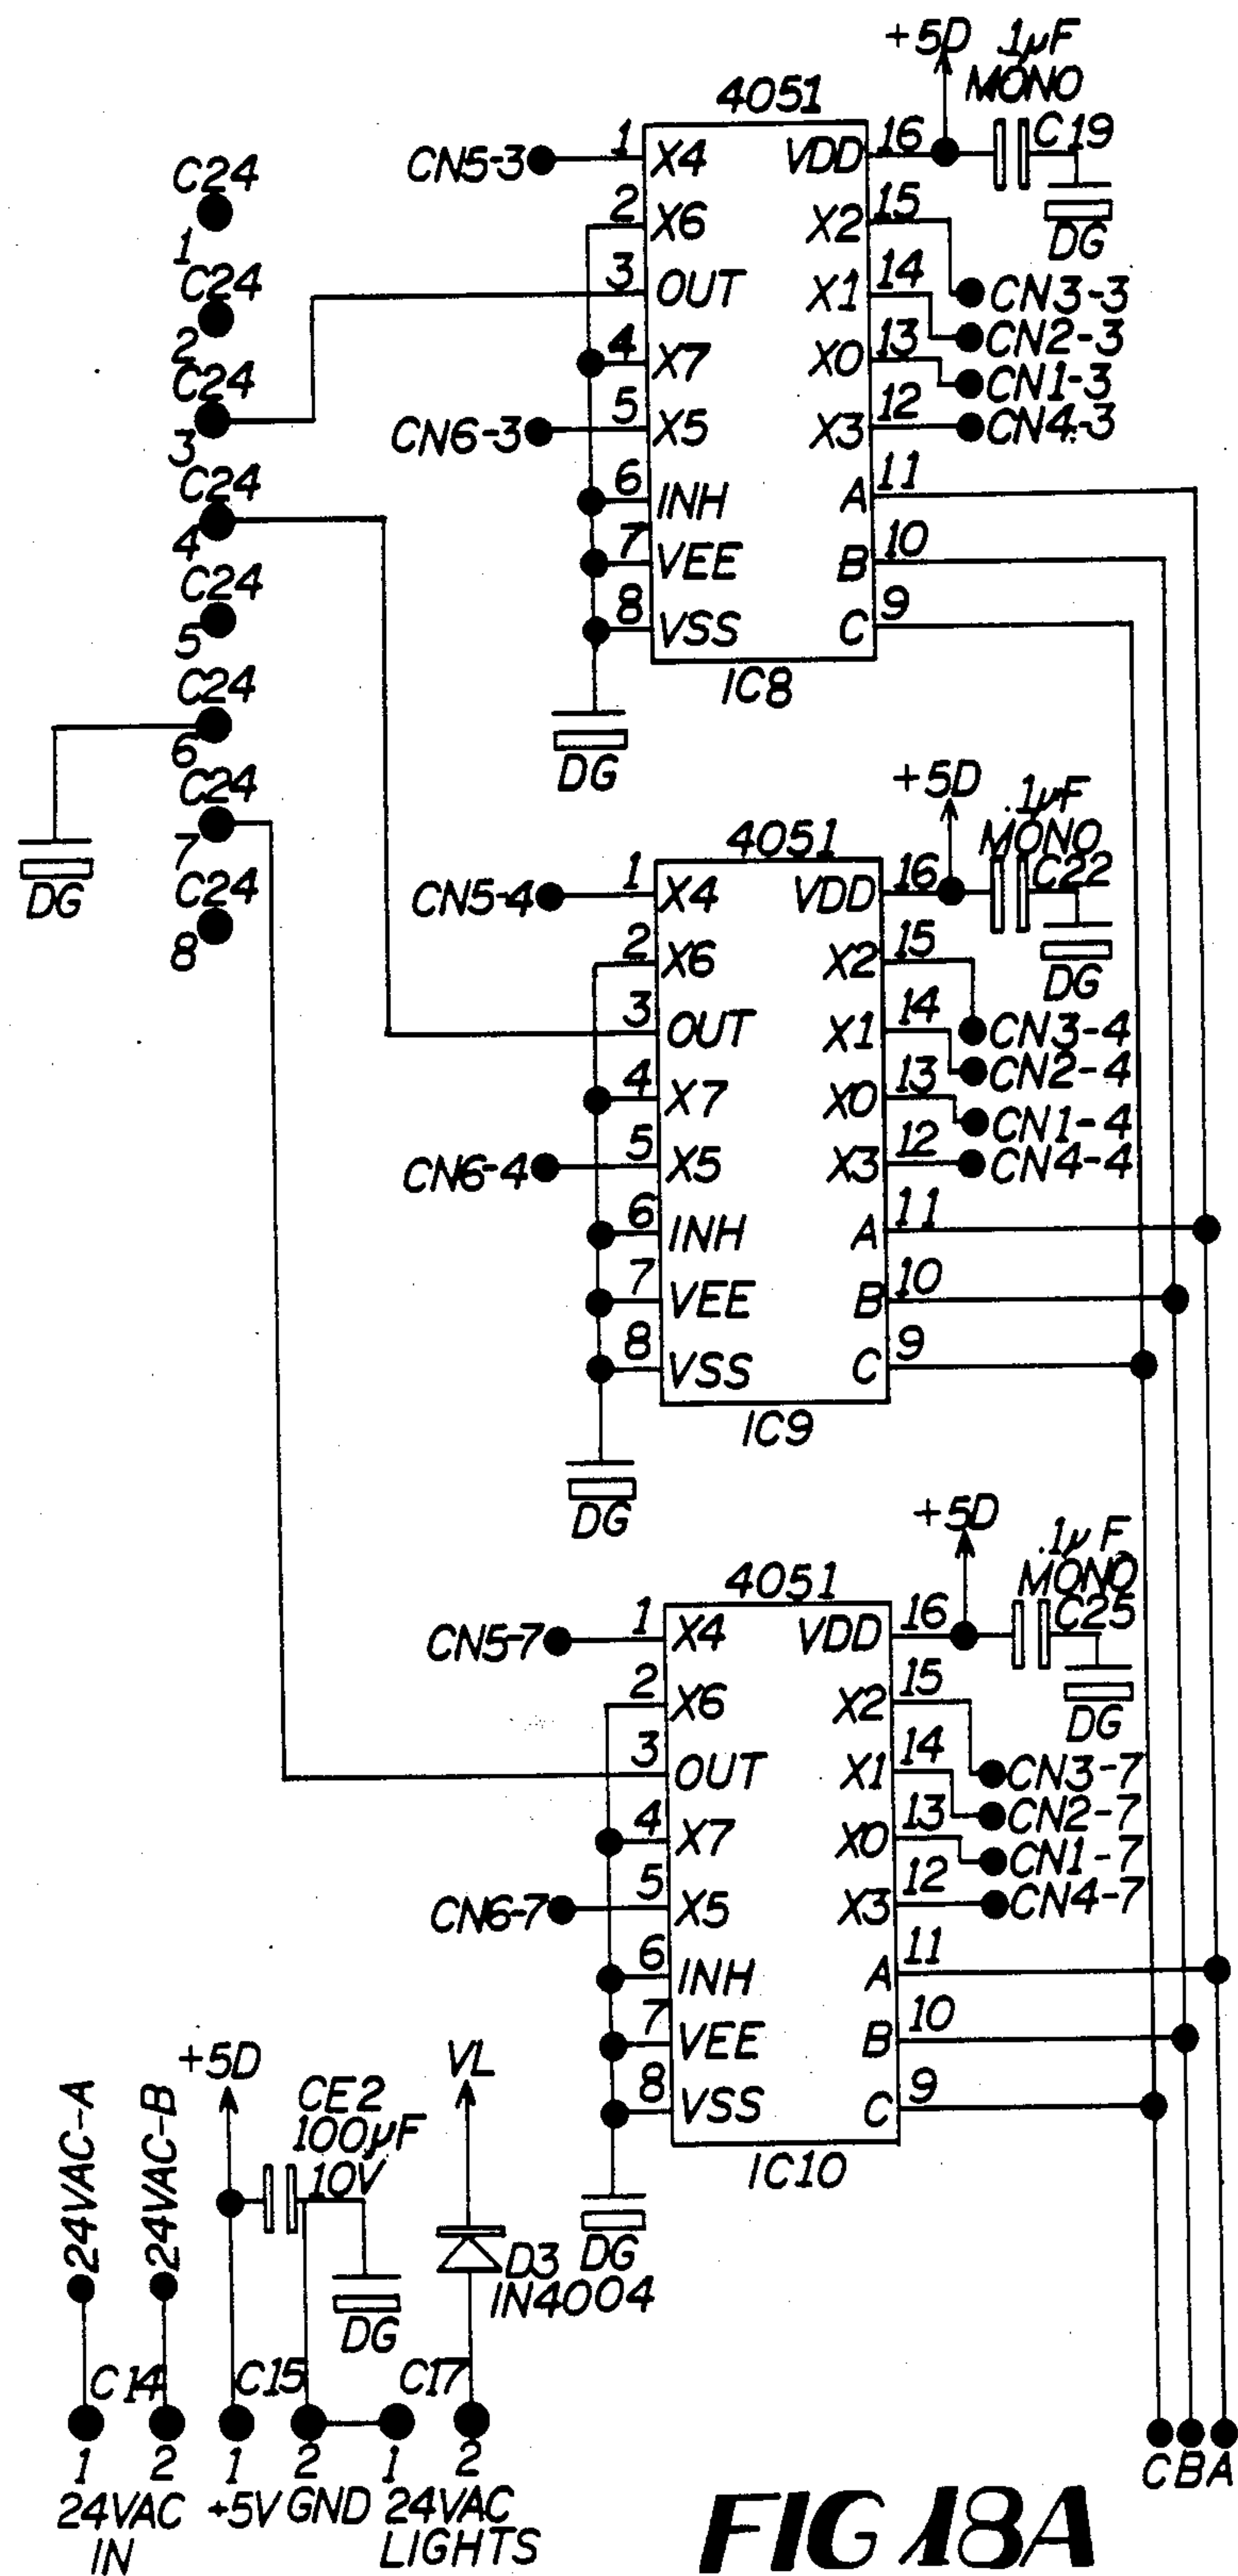 C24
1
C24
2
C24
3
C24
4
C24
5
C24
6
C24
7
C24
8
DG
4051
+5D
.1µF
MONO
C19
DG
CN5-3
CN6-3
1 X4
2 X6
3 OUT
4 X7
5 X5
6 INH
7 VEE
8 VSS
VDD 16
X2 15
X1 14
X0 13
X3 12
A 11
B 10
C 9
CN3-3
CN2-3
CN1-3
CN4-3
IC8
DG
4051
+5D
.1µF
MONO
C22
DG
CN5-4
CN6-4
1 X4
2 X6
3 OUT
4 X7
5 X5
6 INH
7 VEE
8 VSS
VDD 16
X2 15
X1 14
X0 13
X3 12
A 11
B 10
C 9
CN3-4
CN2-4
CN1-4
CN4-4
IC9
DG
4051
+5D
.1µF
MONO
C25
DG
CN5-7
CN6-7
1 X4
2 X6
3 OUT
4 X7
5 X5
6 INH
7 VEE
8 VSS
VDD 16
X2 15
X1 14
X0 13
X3 12
A 11
B 10
C 9
CN3-7
CN2-7
CN1-7
CN4-7
IC10
DG
24VAC-A
24VAC-B
+5D
CE2
100µF
10V
DG
VL
D3
IN4004
C14
C15
C17
1 2 1 2 1 2
24VAC IN
+5V GND
24VAC LIGHTS
C B A
FIG 18A